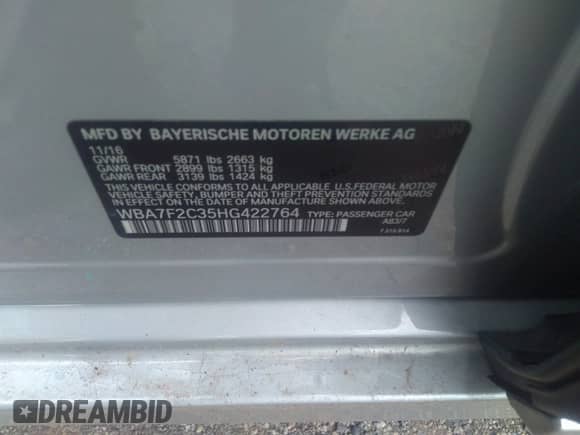 MFD BY BAYERISCHE MOTOREN WERKE AG
11/16
GVWR 5871 lbs 2663 kg
GAWR FRONT 2899 lbs 1315 kg
GAWR REAR 3139 lbs 1424 kg
THIS VEHICLE CONFORMS TO ALL APPLICABLE U.S.FEDERAL MOTOR
VEHICLE SAFETY, BUMPER, AND THEFT PREVENTION STANDARDS
IN EFFECT ON THE DATE OF MANUFACTURE SHOWN ABOVE.
WBA7F2C35HG422764 TYPE: PASSENGER CAR
A83/7
DREAMBID